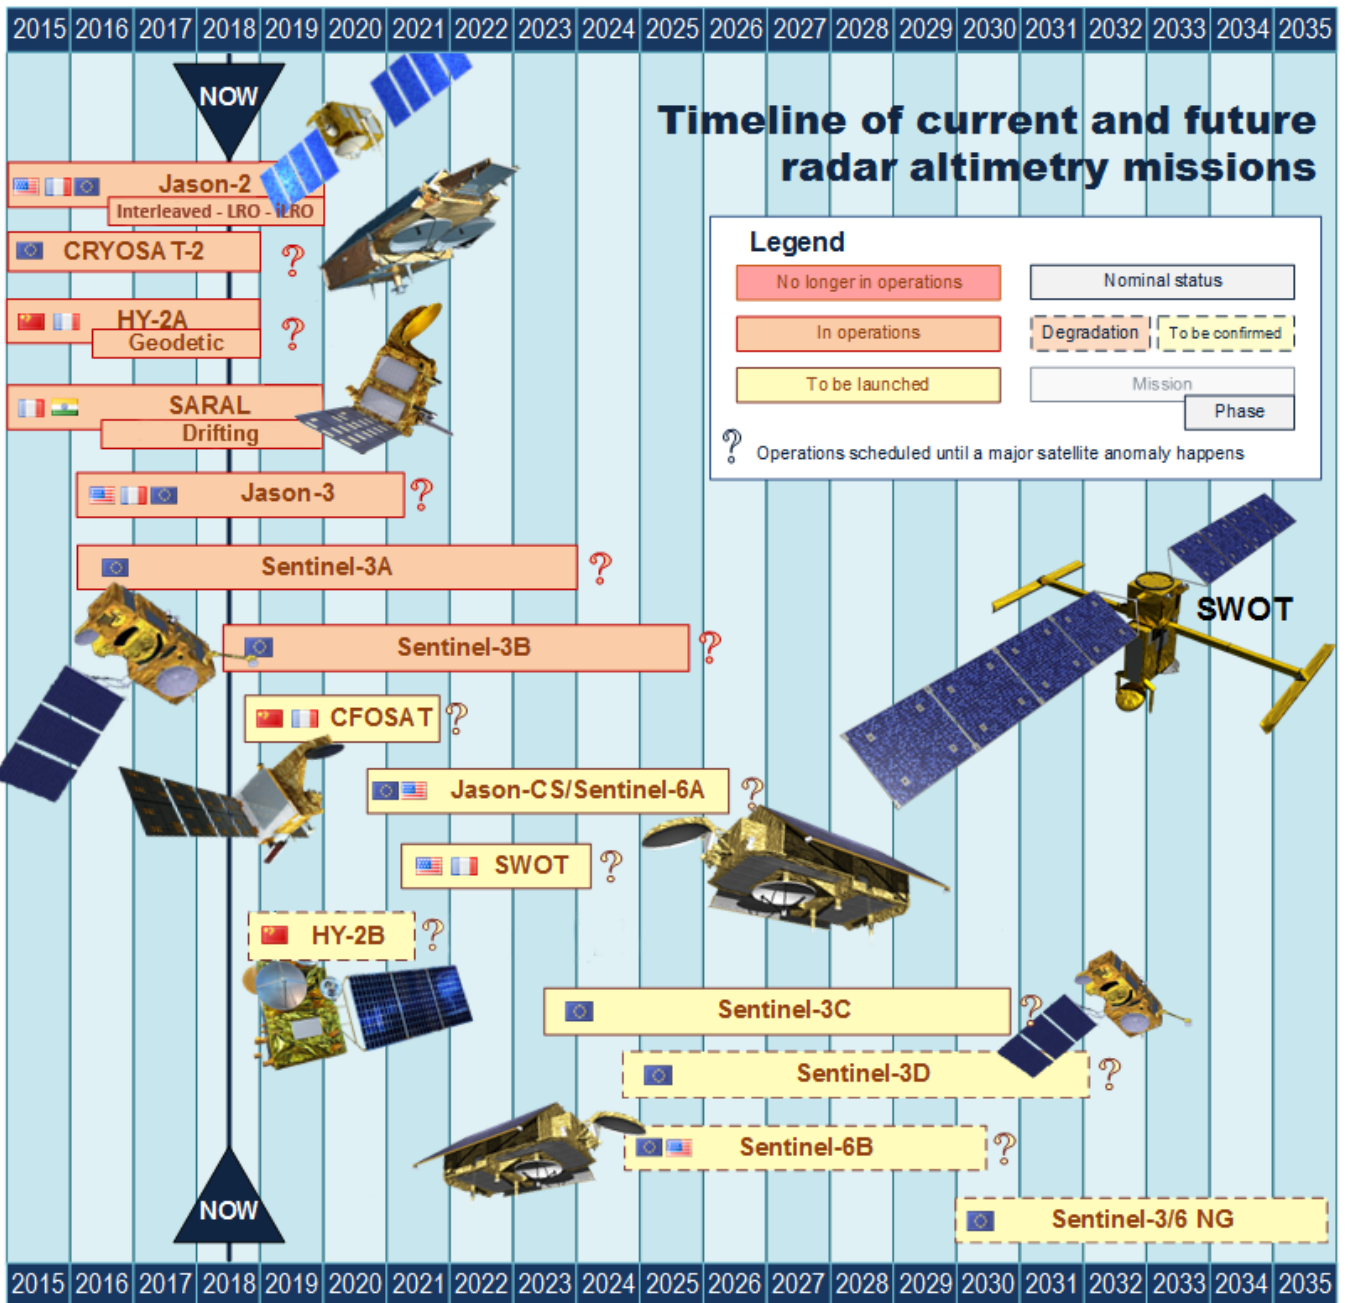 2015 2016 2017 2018 2019 2020 2021 2022 2023 2024 2025 2026 2027 2028 2029 2030 2031 2032 2033 2034 2035
NOW
Timeline of current and future
radar altimetry missions
Jason-2
Interleaved - LRO - iLRO
CRYOSAT-2
?
HY-2A
Geodetic
?
SARAL
Drifting
Legend
No longer in operations
Nominal status
In operations
Degradation
To be confirmed
To be launched
Mission
Phase
? Operations scheduled until a major satellite anomaly happens
Jason-3
?
Sentinel-3A
?
SWOT
Sentinel-3B
?
CFOSAT
?
Jason-CS/Sentinel-6A
?
SWOT
?
HY-2B
?
Sentinel-3C
?
Sentinel-3D
?
Sentinel-6B
?
NOW
Sentinel-3/6 NG
2015 2016 2017 2018 2019 2020 2021 2022 2023 2024 2025 2026 2027 2028 2029 2030 2031 2032 2033 2034 2035